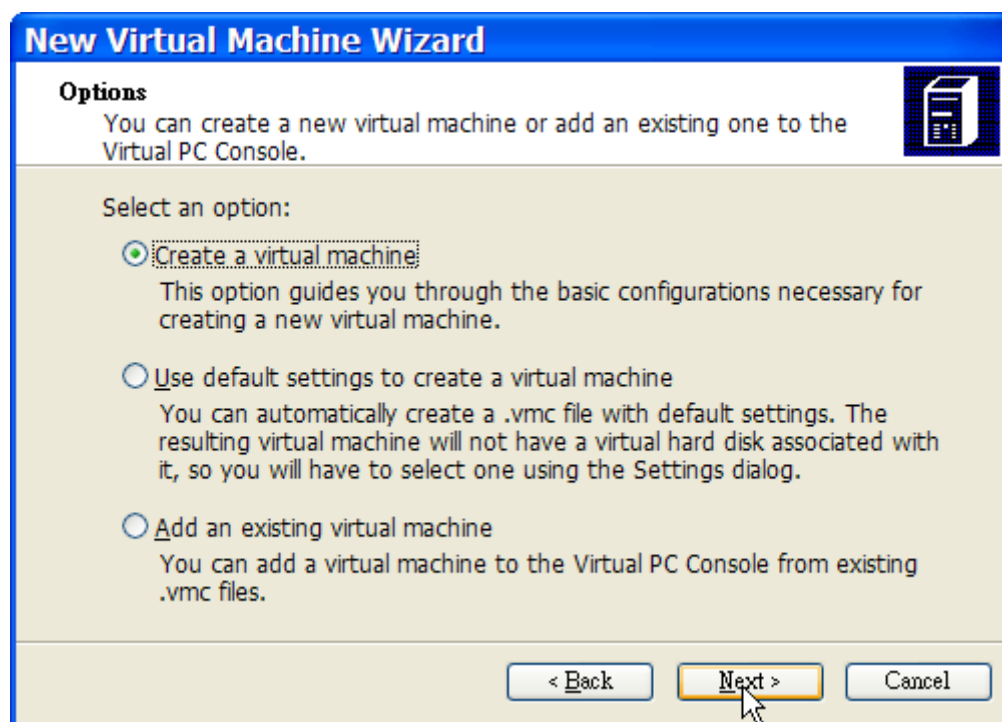 New Virtual Machine Wizard
Options
You can create a new virtual machine or add an existing one to the
Virtual PC Console.
Select an option:
Create a virtual machine
This option guides you through the basic configurations necessary for
creating a new virtual machine.
Use default settings to create a virtual machine
You can automatically create a .vmc file with default settings. The
resulting virtual machine will not have a virtual hard disk associated with
it, so you will have to select one using the Settings dialog.
Add an existing virtual machine
You can add a virtual machine to the Virtual PC Console from existing
.vmc files.
< Back Next > Cancel